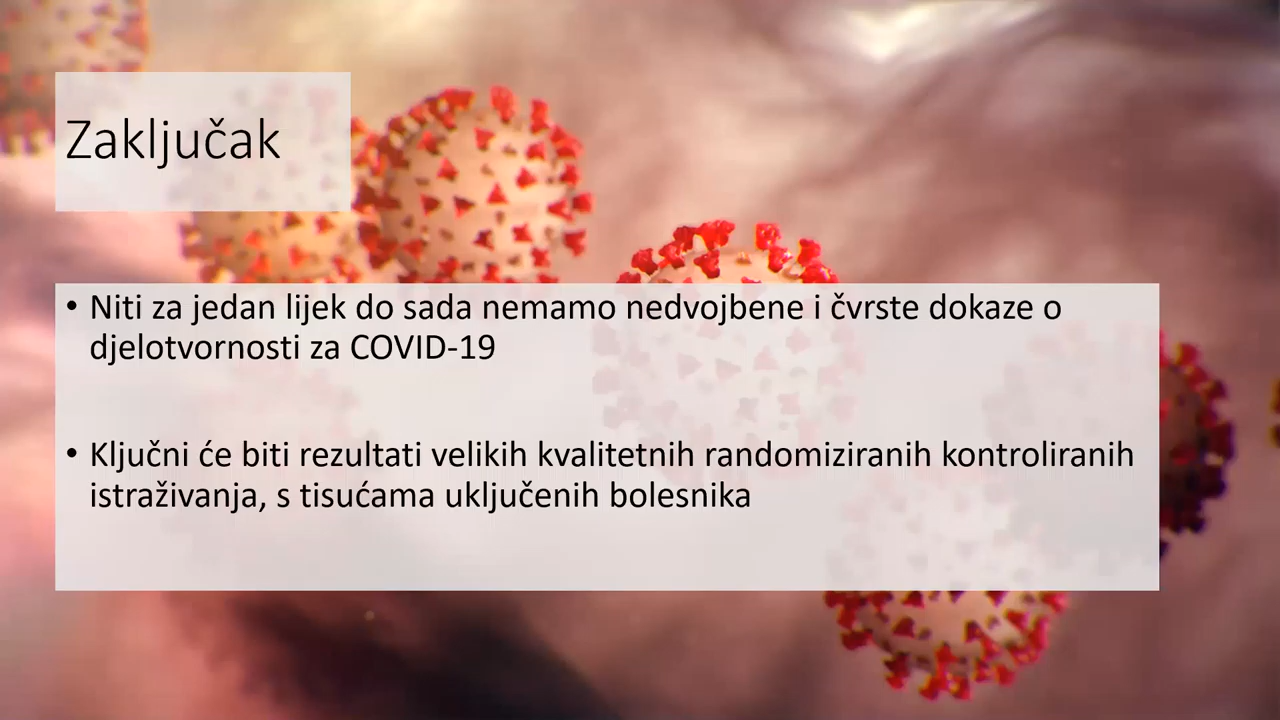 Zaključak
• Niti za jedan lijek do sada nemamo nedvojbene i čvrste dokaze o
djelotvornosti za COVID-19
• Ključni će biti rezultati velikih kvalitetnih randomiziranih kontroliranih
istraživanja, s tisućama uključenih bolesnika